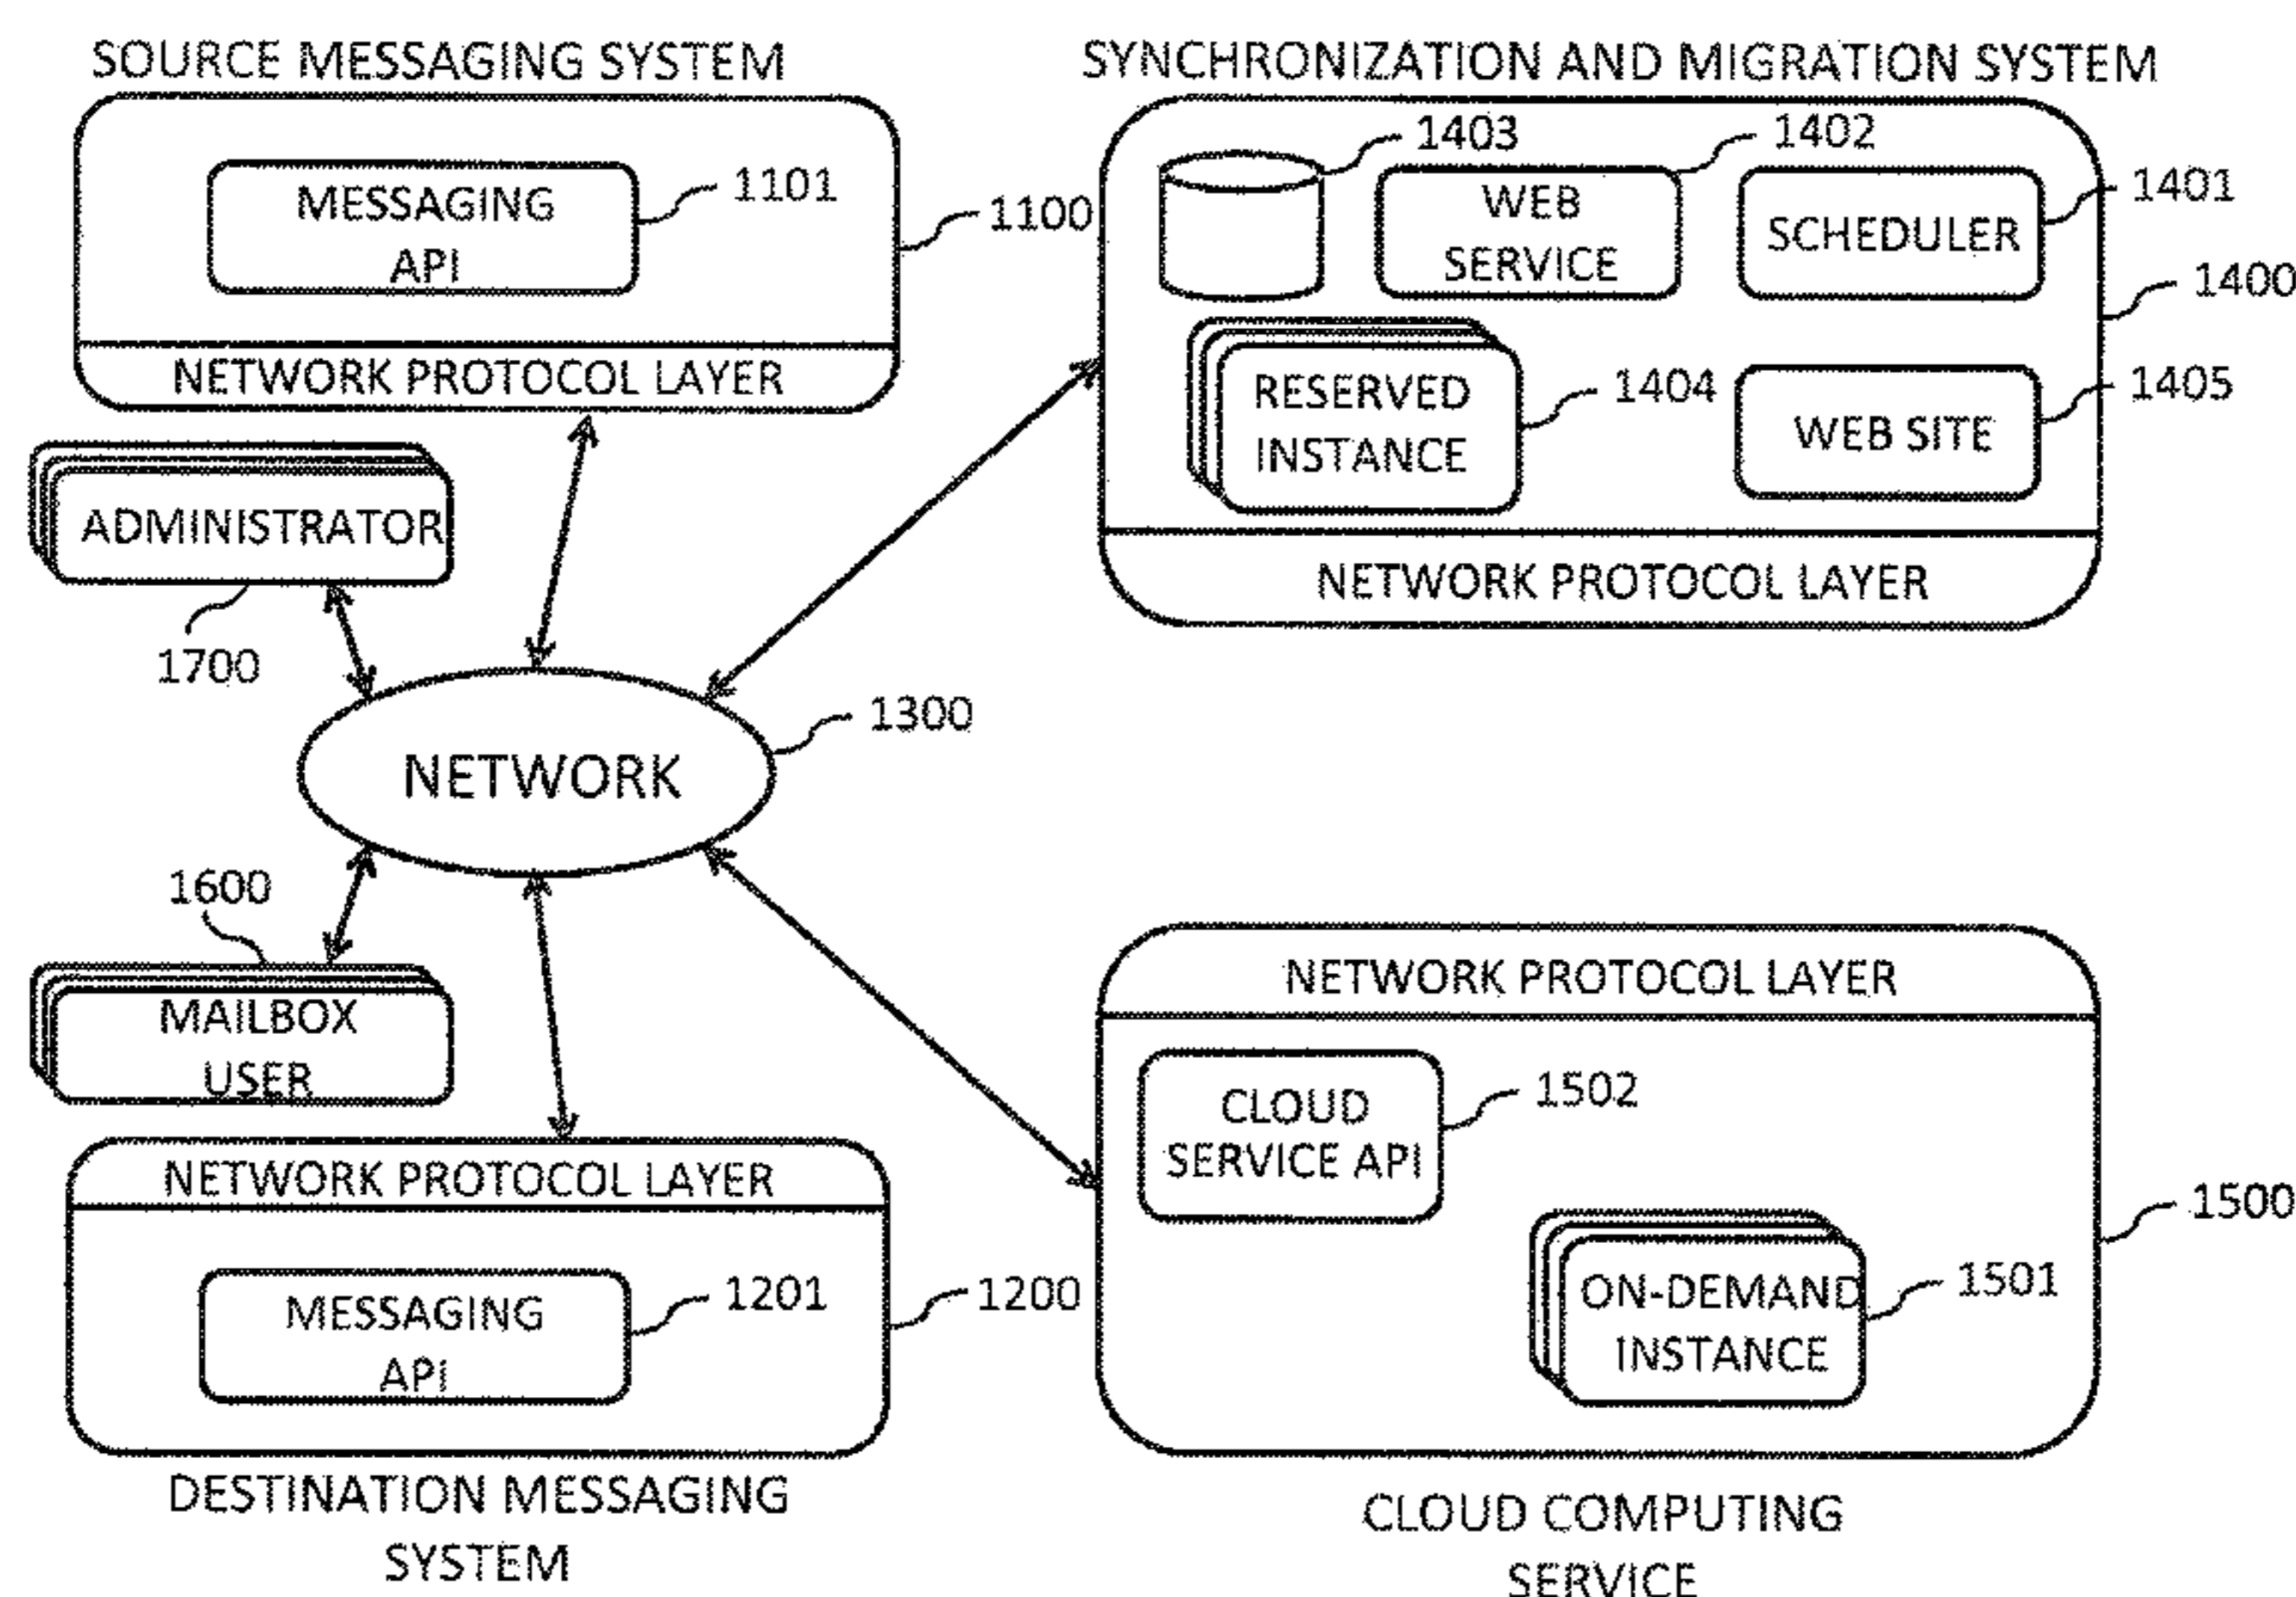 SOURCE MESSAGING SYSTEM
MESSAGING
API
1101
1100
NETWORK PROTOCOL LAYER
SYNCHRONIZATION AND MIGRATION SYSTEM
1403
1402
WEB
SERVICE
SCHEDULER
1401
1400
RESERVED
INSTANCE
1404
WEB SITE
1405
NETWORK PROTOCOL LAYER
ADMINISTRATOR
1700
NETWORK
1300
1600
MAILBOX
USER
NETWORK PROTOCOL LAYER
MESSAGING
API
1201
1200
DESTINATION MESSAGING
SYSTEM
NETWORK PROTOCOL LAYER
CLOUD
SERVICE API
1502
1500
ON-DEMAND
INSTANCE
1501
CLOUD COMPUTING
SERVICE